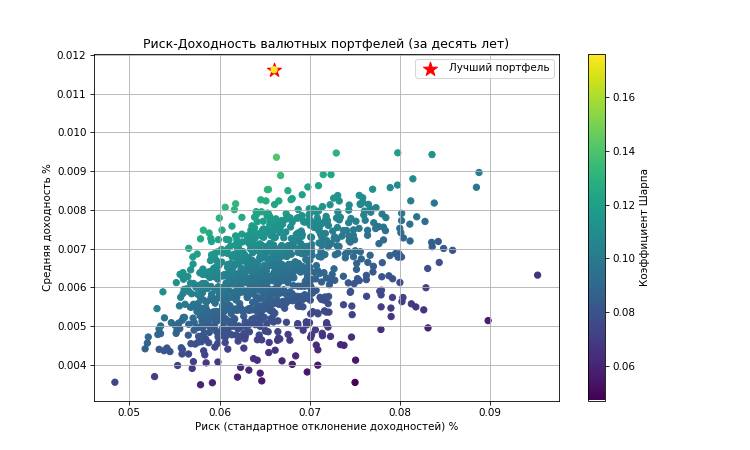 Риск-Доходность валютных портфелей (за десять лет)
Лучший портфель
Средняя доходность %
0.012
0.011
0.010
0.009
0.008
0.007
0.006
0.005
0.004
0.05 0.06 0.07 0.08 0.09
Риск (стандартное отклонение доходностей) %
0.16
0.14
0.12
0.10
0.08
0.06
Коэффициент Шарпа